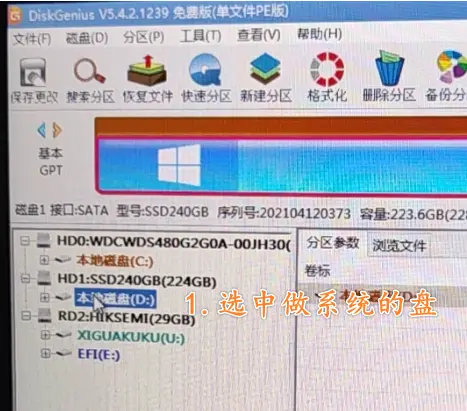 DiskGenius V5.4.2.1239 免费版(单文件PE版)
文件(F) 磁盘(D) 分区(P) 工具(T) 查看(V) 帮助(H)
保存更改 搜索分区 恢复文件 快速分区 新建分区 格式化 删除分区 备份分
基本
GPT
磁盘1 接口:SATA 型号:SSD240GB 序列号:202104120373 容量:223.6GB(22
HD0:WDCWDS480G2G0A-00JH30(
本地磁盘(C:)
HD1:SSD240GB(224GB)
本地磁盘(D:)
RD2:HIKSEMI(29GB)
XIGUAKUKU(U:)
EFI(E:)
分区参数 浏览文件
卷标
本地磁盘(D:)
1.选中做系统的盘